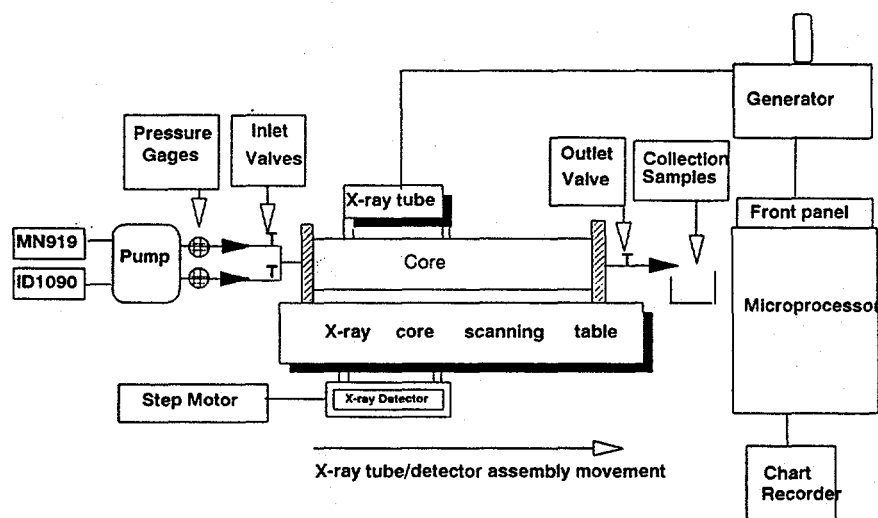 Generator
Pressure
Gages
Inlet
Valves
Outlet
Valve
Collection
Samples
X-ray tube
Front panel
MN919
Pump
ID1090
Core
Microprocessor
X-ray core scanning table
Step Motor
X-ray Detector
X-ray tube/detector assembly movement
Chart
Recorder